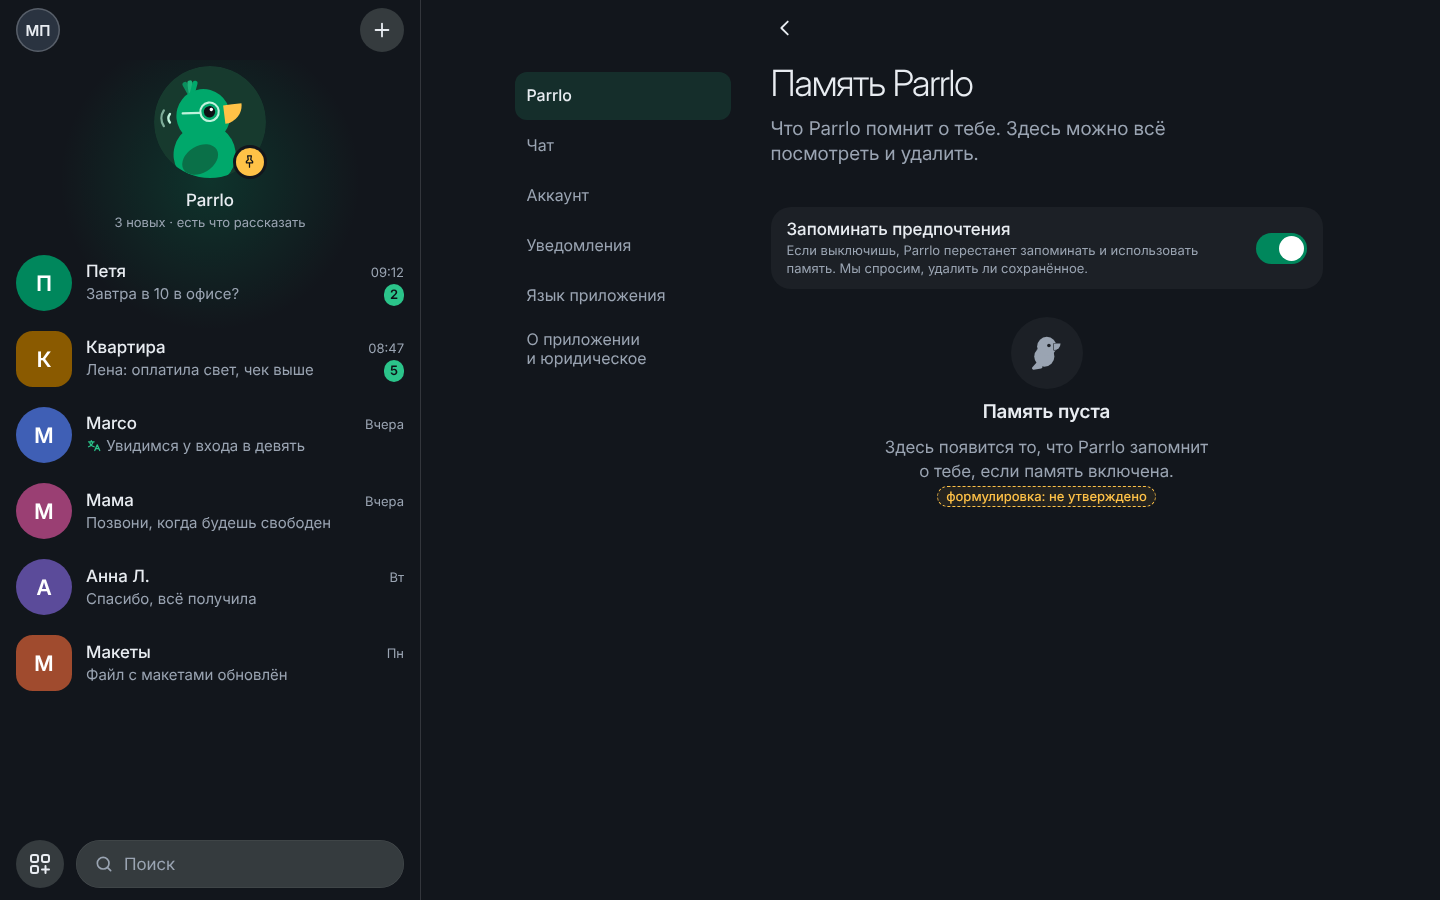 МП
Parrlo
3 новых · есть что рассказать
Петя
09:12
Завтра в 10 в офисе?
2
П
Квартира
08:47
Лена: оплатила свет, чек выше
5
К
Marco
Вчера
Увидимся у входа в девять
M
Мама
Вчера
Позвони, когда будешь свободен
М
Анна Л.
Вт
Спасибо, всё получила
А
Макеты
Пн
Файл с макетами обновлён
М
Поиск
Parrlo
Чат
Аккаунт
Уведомления
Язык приложения
О приложении
и юридическое
Память Parrlo
Что Parrlo помнит о тебе. Здесь можно всё
посмотреть и удалить.
Запоминать предпочтения
Если выключишь, Parrlo перестанет запоминать и использовать
память. Мы спросим, удалить ли сохранённое.
Память пуста
Здесь появится то, что Parrlo запомнит
о тебе, если память включена.
формулировка: не утверждено